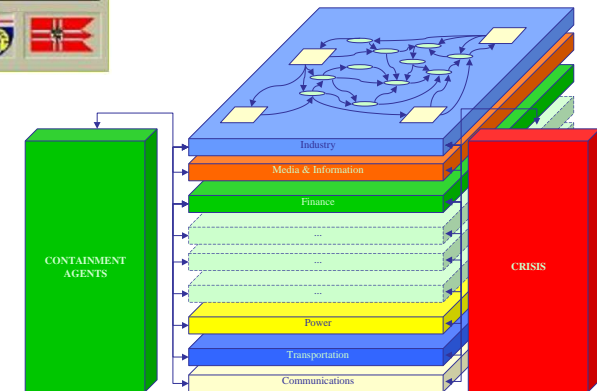 Industry
Media & Information
Finance
...
...
...
Power
Transportation
Communications
CONTAINMENT
AGENTS
CRISIS